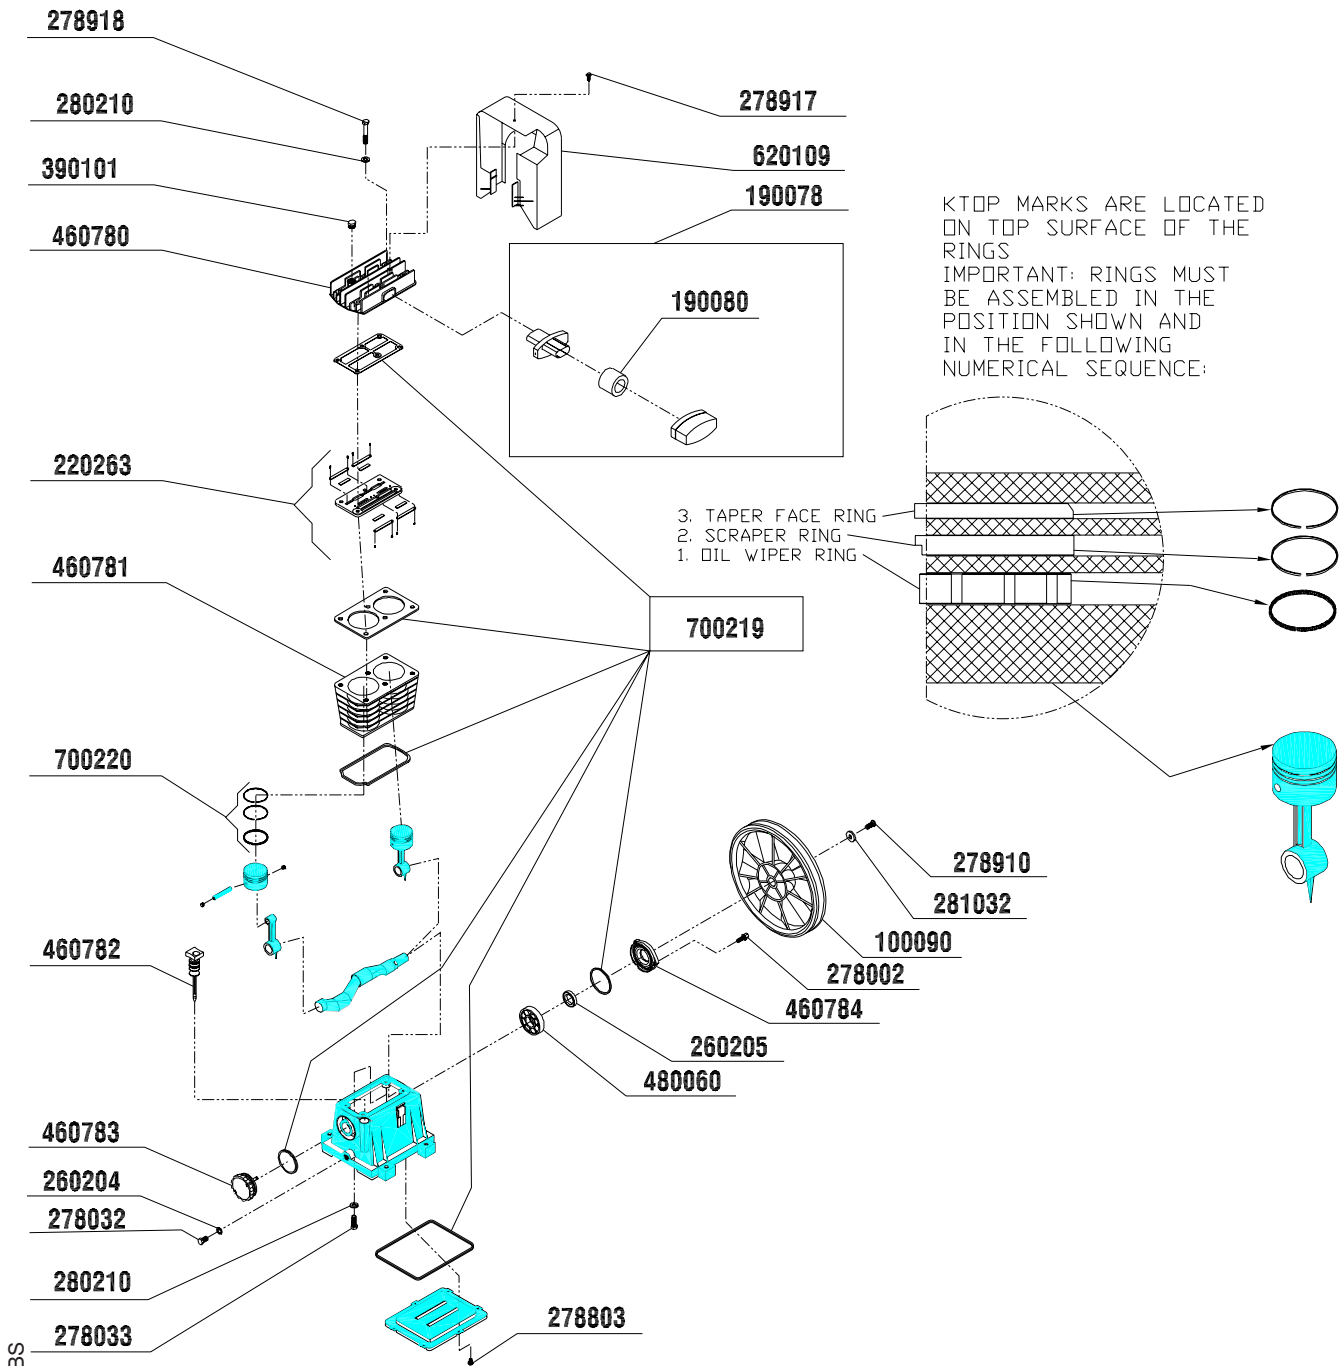 278918
280210
390101
460780
278917
620109
190078
190080
KTOP MARKS ARE LOCATED
ON TOP SURFACE OF THE
RINGS
IMPORTANT: RINGS MUST
BE ASSEMBLED IN THE
POSITION SHOWN AND
IN THE FOLLOWING
NUMERICAL SEQUENCE:
220263
3. TAPER FACE RING
2. SCRAPER RING
1. OIL WIPER RING
460781
700219
700220
278910
281032
100090
278002
460784
260205
480060
460782
460783
260204
278032
280210
278033
278803
BS